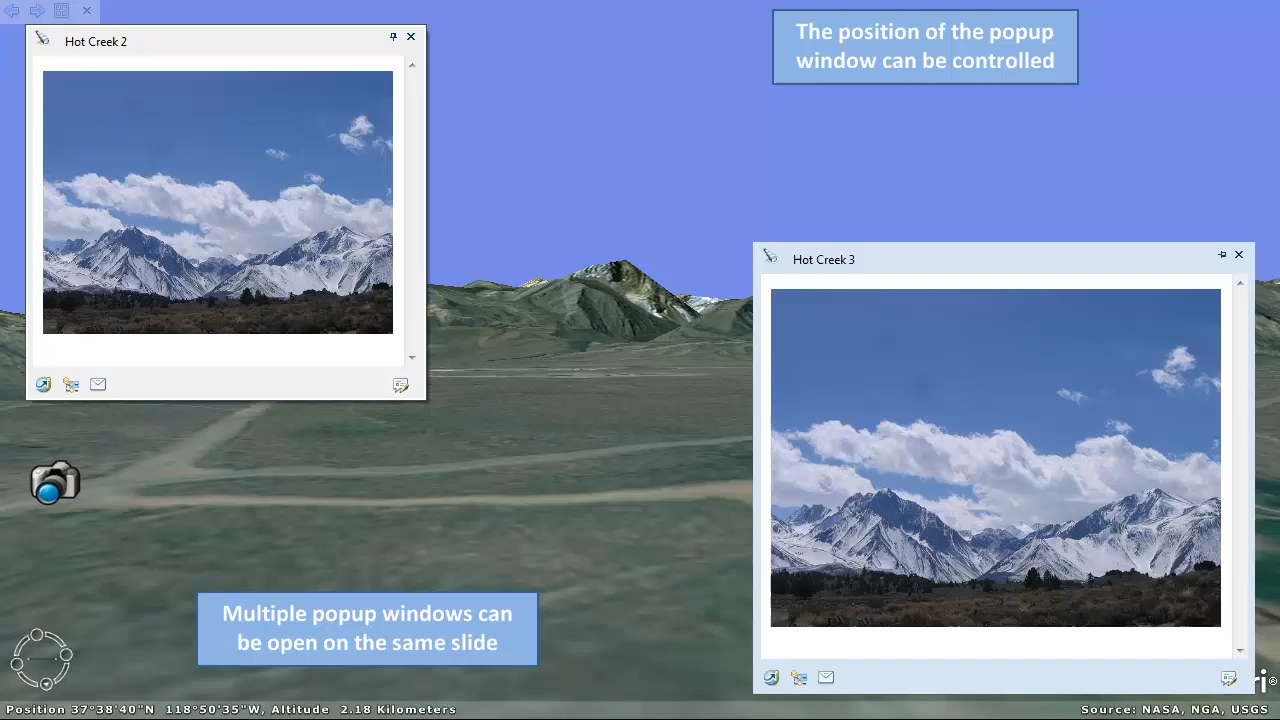 Hot Creek 2
The position of the popup
window can be controlled
Hot Creek 3
Multiple popup windows can
be open on the same slide
ri©
Position 37°38'40"N 118°50'35"W, Altitude 2.18 Kilometers
Source: NASA, NGA, USGS